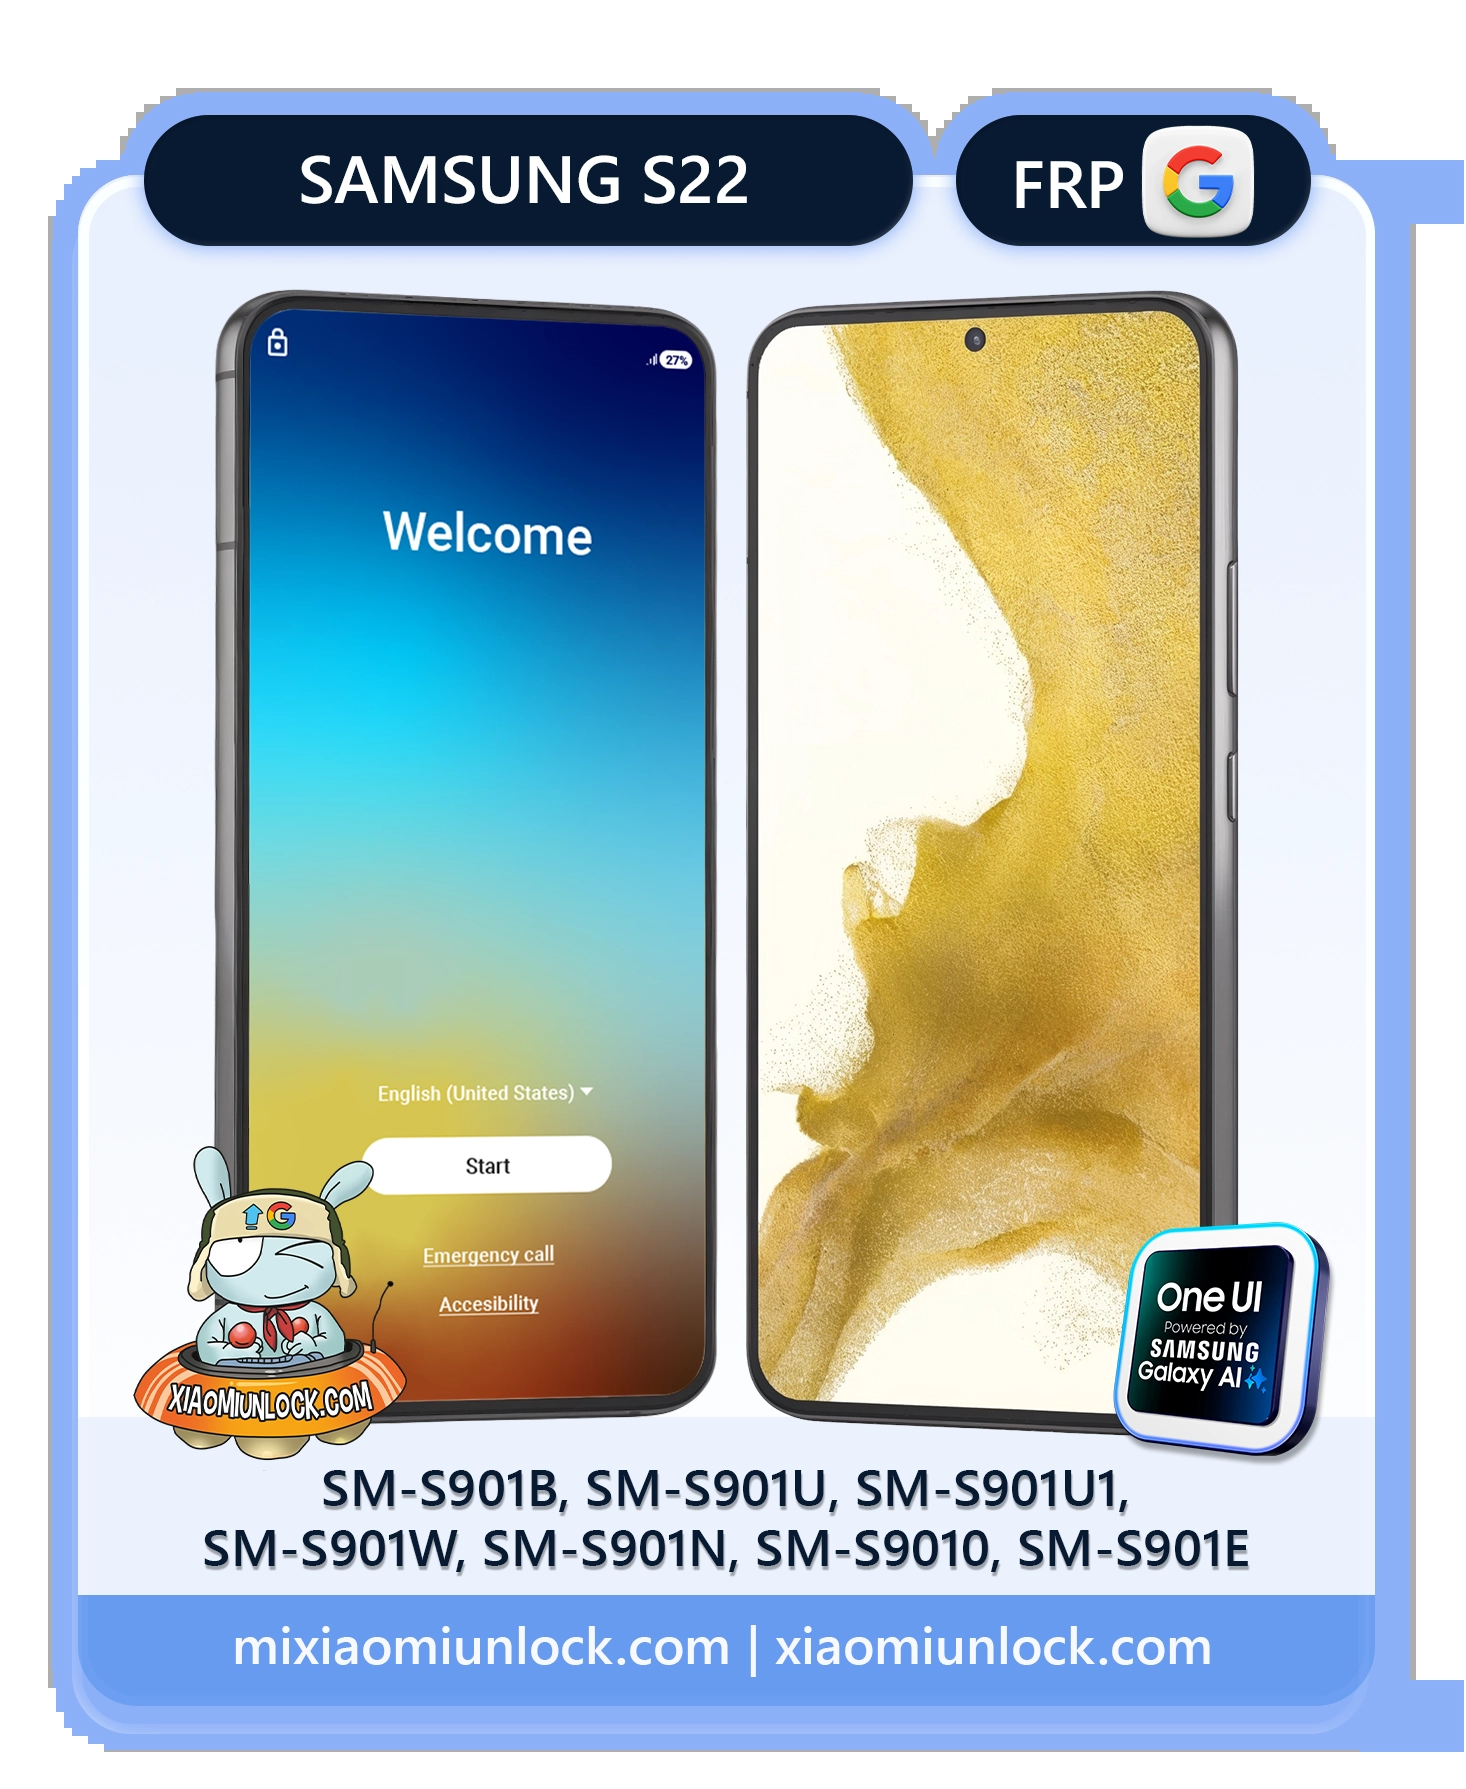 SAMSUNG S22
FRP G
27%
Welcome
English (United States)
Start
Emergency call
Accesibility
G
XIAOMIUNLOCK.COM
One UI
Powered by
SAMSUNG
Galaxy AI
SM-S901B, SM-S901U, SM-S901U1,
SM-S901W, SM-S901N, SM-S9010, SM-S901E
mixiaomiunlock.com | xiaomiunlock.com